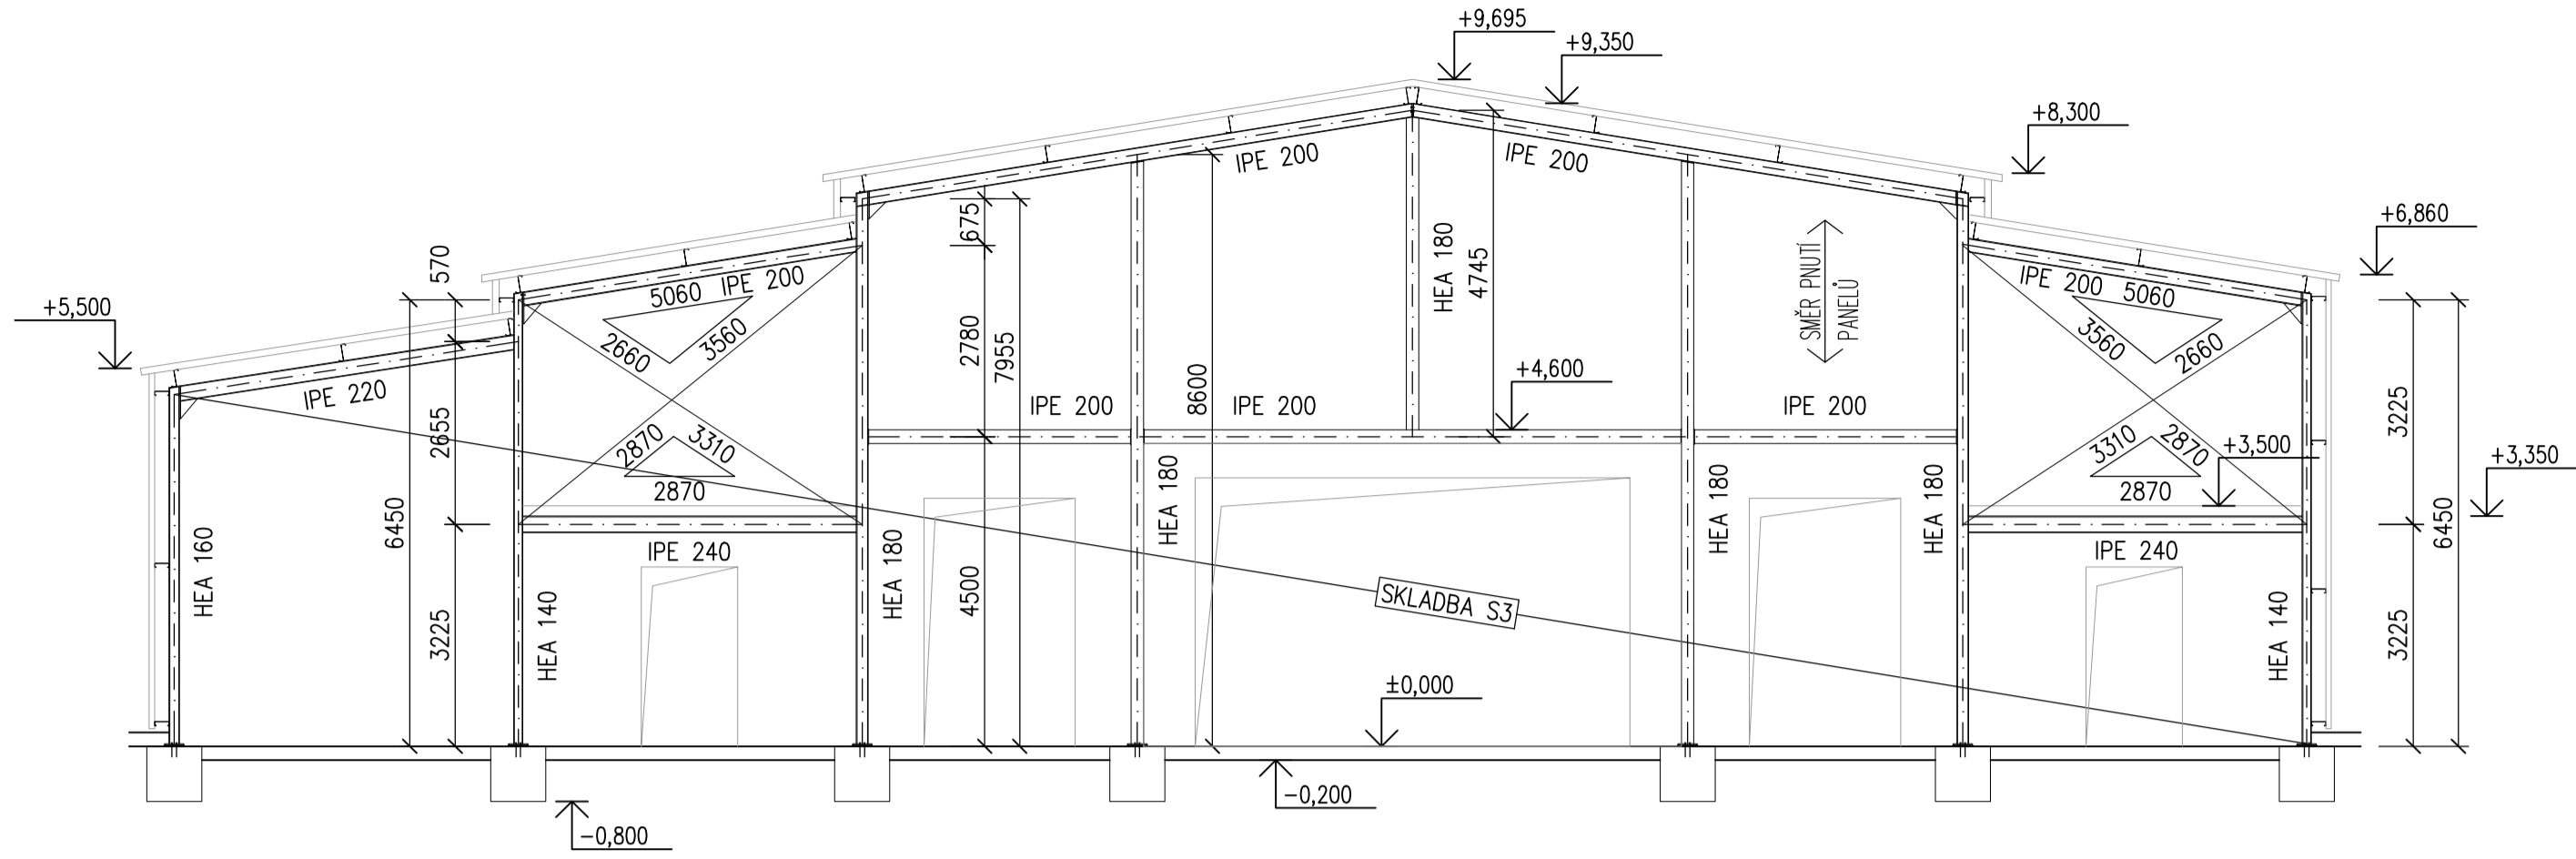 +9,695
+9,350
+8,300
+6,860
+5,500
570
675
IPE 200
IPE 200
HEA 180
4745
SMĚR PNUTÍ
PANELŮ
5060 IPE 200
2660
3560
IPE 200 5060
3560
2660
IPE 220
2655
6450
3225
2780
7955
8600
4500
+4,600
IPE 200
IPE 200
IPE 200
2870
3310
2870
3310
2870
2870
+3,500
+3,350
3225
6450
3225
HEA 160
HEA 140
IPE 240
HEA 180
HEA 180
HEA 180
HEA 180
IPE 240
HEA 140
SKLADBA S3
±0,000
-0,200
-0,800